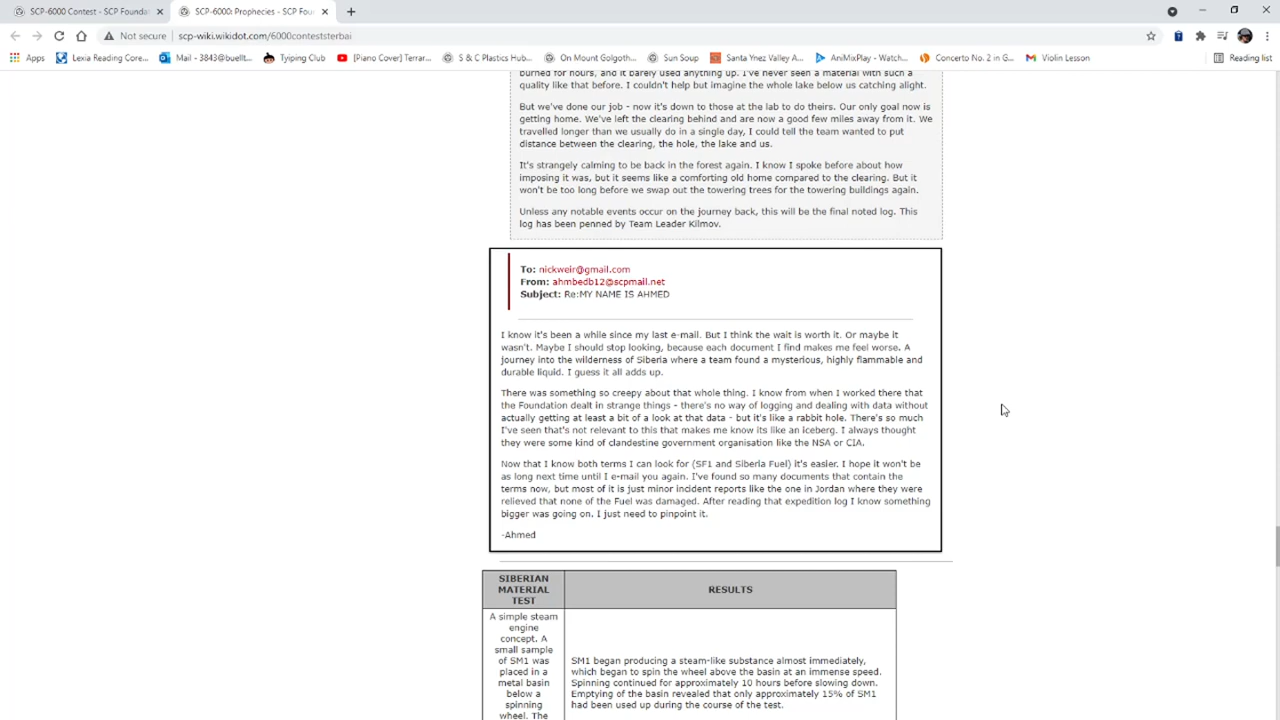 SCP-6000 Contest - SCP Founda
SCP-6000: Prophecies - SCP Fou
Not secure
scp-wiki.wikidot.com/6000conteststerbai
Apps
Lexia Reading Core...
Mail - 3843@buellt...
Tyiping Club
[Piano Cover] Terrar...
S & C Plastics Hub...
On Mount Golgoth...
Sun Soup
Santa Ynez Valley A...
AniMixPlay - Watch...
Concerto No. 2 in G...
Violin Lesson
Reading list
burned for hours, and it barely used anything up. I've never seen a material with such a
quality like that before. I couldn't help but imagine the whole lake below us catching alight.
But we've done our job - now it's down to those at the lab to do theirs. Our only goal now is
getting home. We've left the clearing behind and are now a good few miles away from it. We
travelled longer than we usually do in a single day, I could tell the team wanted to put
distance between the clearing, the hole, the lake and us.
It's strangely calming to be back in the forest again. I know I spoke before about how
imposing it was, but it seems like a comforting old home compared to the clearing. But it
won't be too long before we swap out the towering trees for the towering buildings again.
Unless any notable events occur on the journey back, this will be the final noted log. This
log has been penned by Team Leader Kilmov.
To: nickweir@gmail.com
From: ahmbedb12@scpmail.net
Subject: Re:MY NAME IS AHMED
I know it's been a while since my last e-mail. But I think the wait is worth it. Or maybe it
wasn't. Maybe I should stop looking, because each document I find makes me feel worse. A
journey into the wilderness of Siberia where a team found a mysterious, highly flammable and
durable liquid. I guess it all adds up.
There was something so creepy about that whole thing. I know from when I worked there that
the Foundation dealt in strange things - there's no way of logging and dealing with data without
actually getting at least a bit of a look at that data - but it's like a rabbit hole. There's so much
I've seen that's not relevant to this that makes me know its like an iceberg. I always thought
they were some kind of clandestine government organisation like the NSA or CIA.
Now that I know both terms I can look for (SF1 and Siberia Fuel) it's easier. I hope it won't be
as long next time until I e-mail you again. I've found so many documents that contain the
terms now, but most of it is just minor incident reports like the one in Jordan where they were
relieved that none of the Fuel was damaged. After reading that expedition log I know something
bigger was going on. I just need to pinpoint it.
-Ahmed
SIBERIAN
MATERIAL
TEST
RESULTS
A simple steam
engine
concept. A
small sample
of SM1 was
placed in a
metal basin
below a
spinning
wheel. The
SM1 began producing a steam-like substance almost immediately,
which began to spin the wheel above the basin at an immense speed.
Spinning continued for approximately 10 hours before slowing down.
Emptying of the basin revealed that only approximately 15% of SM1
had been used up during the course of the test.